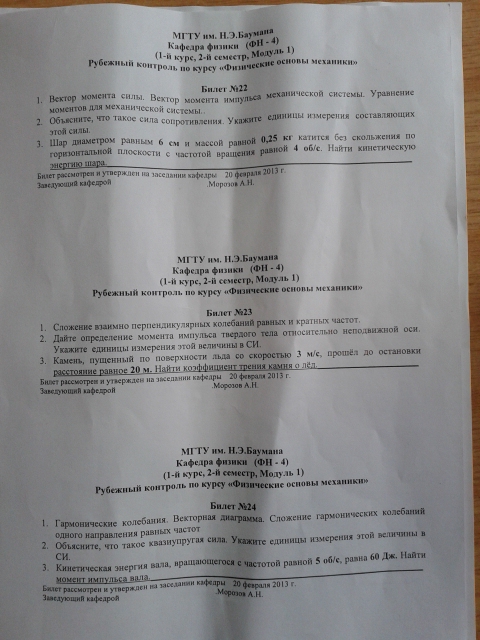 МГТУ им. Н.Э.Баумана
Кафедра физики (ФН - 4)
(1-й курс, 2-й семестр, Модуль 1)
Рубежный контроль по курсу «Физические основы механики»
Билет №22
1. Вектор момента силы. Вектор момента импульса механической системы. Уравнение
моментов для механической системы.
2. Объясните, что такое сила сопротивления. Укажите единицы измерения составляющих
этой силы.
3. Шар диаметром равным 6 см и массой равной 0,25 кг катится без скольжения по
горизонтальной плоскости с частотой вращения равной 4 об/с. Найти кинетическую
энергию шара.
Билет рассмотрен и утвержден на заседании кафедры 20 февраля 2013 г.
Заведующий кафедрой .Морозов А.Н.
МГТУ им. Н.Э.Баумана
Кафедра физики (ФН - 4)
(1-й курс, 2-й семестр, Модуль 1)
Рубежный контроль по курсу «Физические основы механики»
Билет №23
1. Сложение взаимно перпендикулярных колебаний равных и кратных частот.
2. Дайте определение момента импульса твердого тела относительно неподвижной оси.
Укажите единицы измерения этой величины в СИ.
3. Камень, пущенный по поверхности льда со скоростью 3 м/с, прошёл до остановки
расстояние равное 20 м. Найти коэффициент трения камня о лёд.
Билет рассмотрен и утвержден на заседании кафедры 20 февраля 2013 г.
Заведующий кафедрой .Морозов А.Н.
МГТУ им. Н.Э.Баумана
Кафедра физики (ФН - 4)
(1-й курс, 2-й семестр, Модуль 1)
Рубежный контроль по курсу «Физические основы механики»
Билет №24
1. Гармонические колебания. Векторная диаграмма. Сложение гармонических колебаний
одного направления равных частот
2. Объясните, что такое квазиупругая сила. Укажите единицы измерения этой величины в
СИ.
3. Кинетическая энергия вала, вращающегося с частотой равной 5 об/с, равна 60 Дж. Найти
момент импульса вала.
Билет рассмотрен и утвержден на заседании кафедры 20 февраля 2013 г.
Заведующий кафедрой .Морозов А.Н.